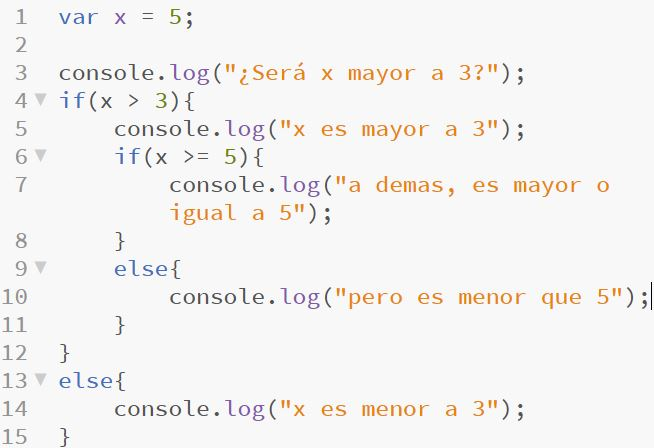 1 var x = 5;
2
3 console.log("¿Será x mayor a 3?");
4 ▼ if(x > 3){
5     console.log("x es mayor a 3");
6 ▼     if(x >= 5){
7         console.log("a demas, es mayor o
        igual a 5");
8     }
9 ▼     else{
10         console.log("pero es menor que 5");
11     }
12 }
13 ▼ else{
14     console.log("x es menor a 3");
15 }